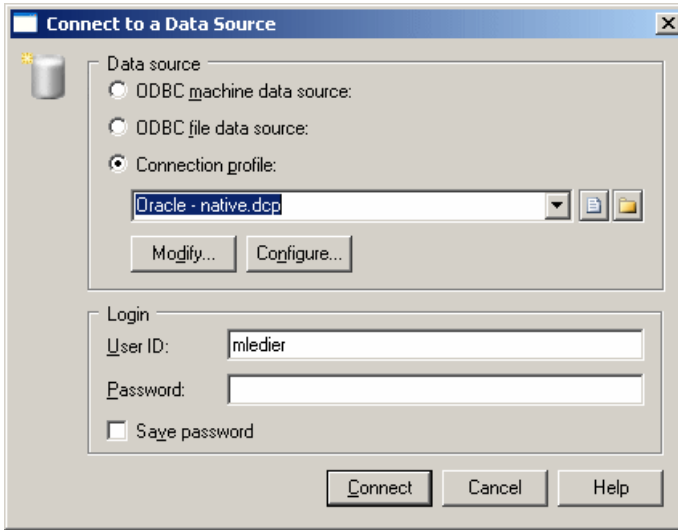 Connect to a Data Source
Data source
ODBC machine data source:
ODBC file data source:
Connection profile:
Oracle - native.dcp
Modify... Configure...
Login
User ID: mledier
Password:
Save password
Connect Cancel Help